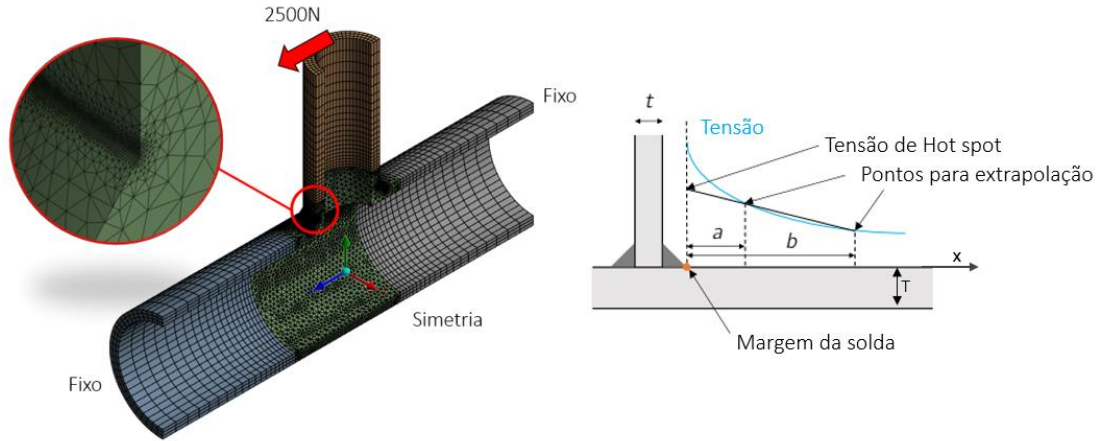 2500N
Fixo
Simetria
Fixo
t
Tensão
Tensão de Hot spot
Pontos para extrapolação
a
b
x
T
Margem da solda